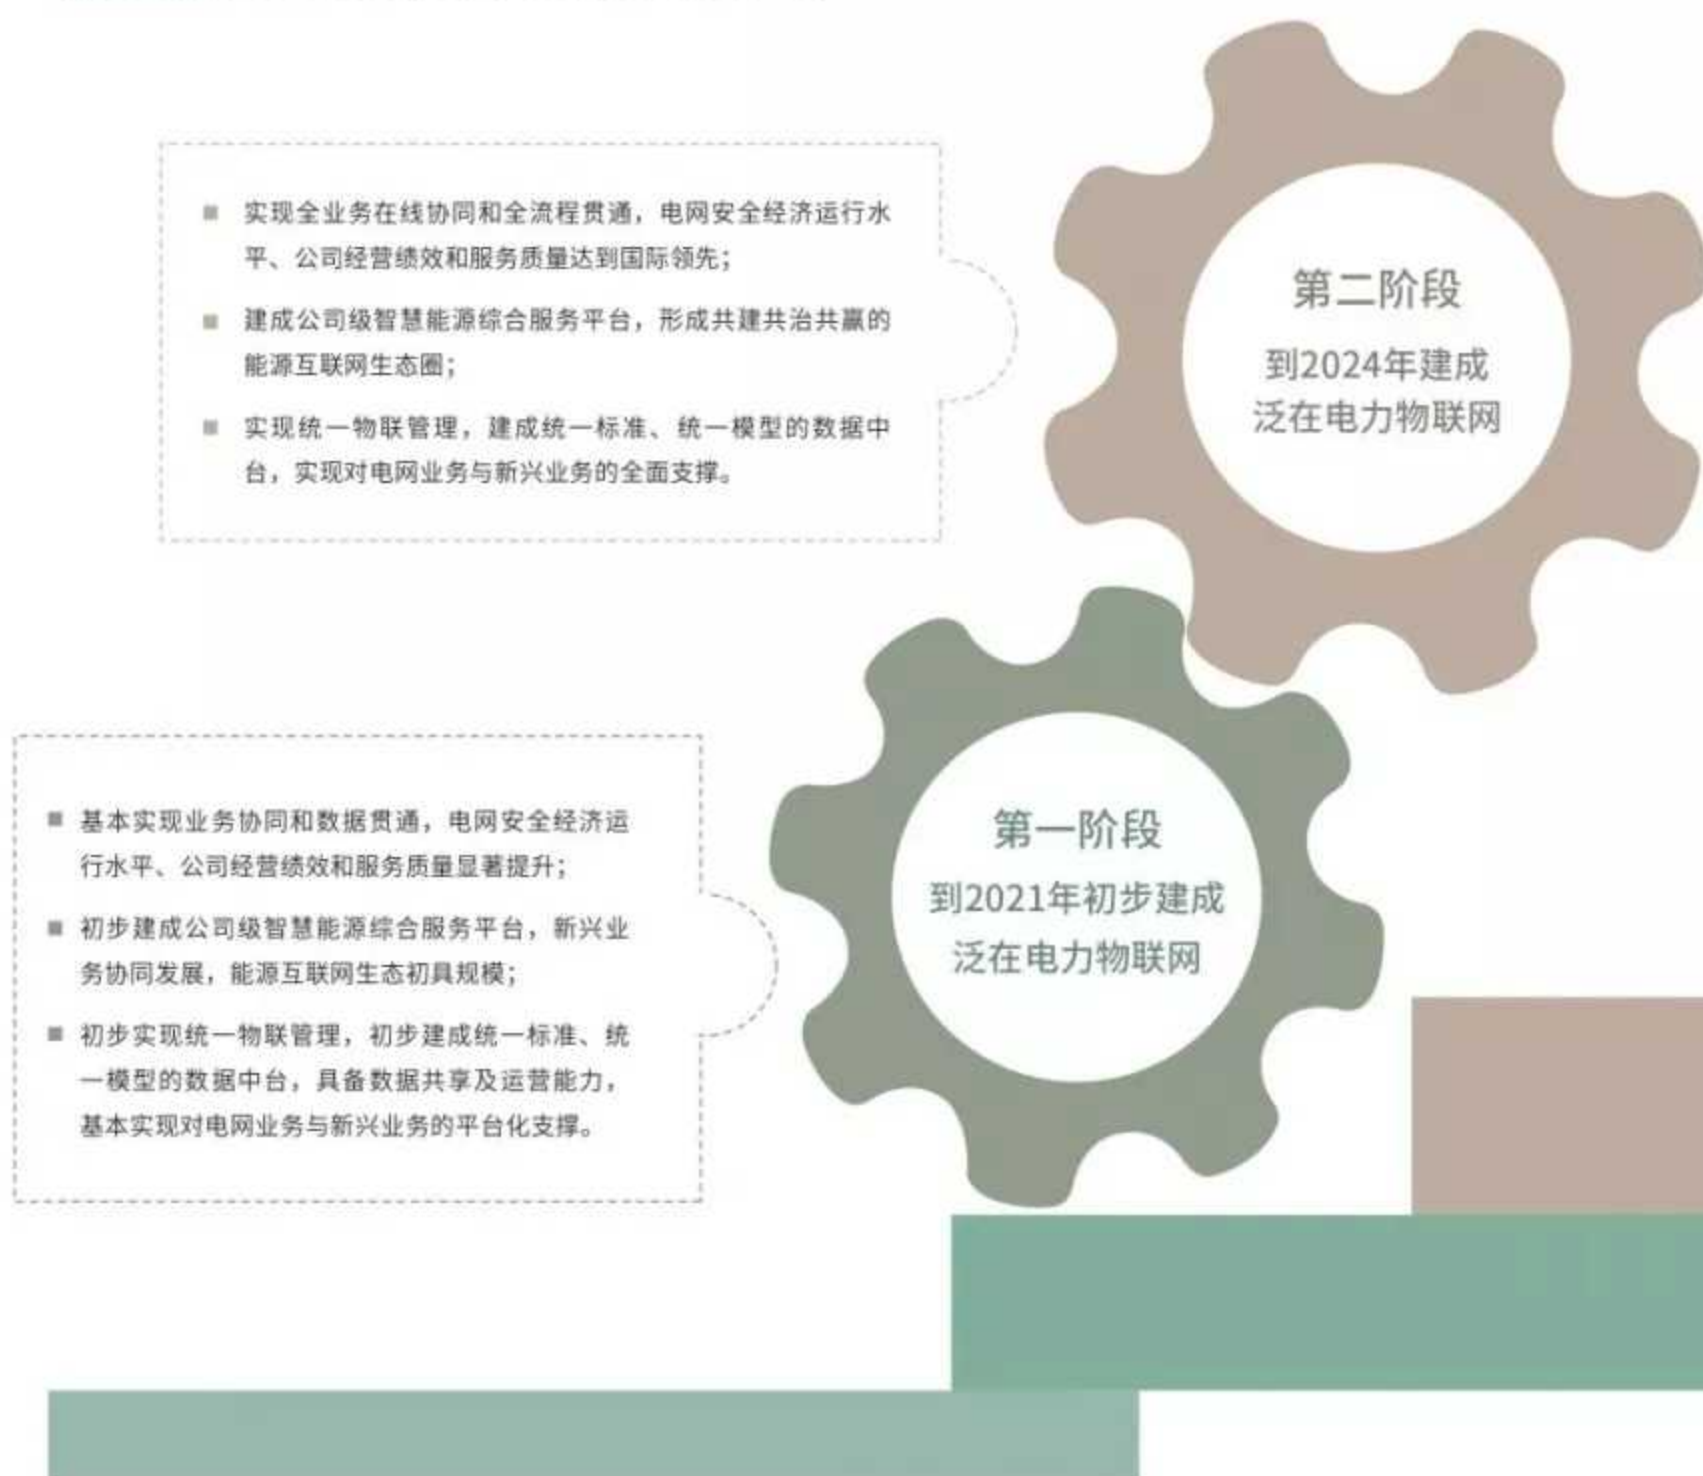 实现全业务在线协同和全流程贯通，电网安全经济运行水
平、公司经营绩效和服务质量达到国际领先；
建成公司级智慧能源综合服务平台，形成共建共治共赢的
能源互联网生态圈；
实现统一物联管理，建成统一标准、统一模型的数据中
台，实现对电网业务与新兴业务的全面支撑。
第二阶段
到2024年建成
泛在电力物联网
基本实现业务协同和数据贯通，电网安全经济运
行水平、公司经营绩效和服务质量显著提升；
初步建成公司级智慧能源综合服务平台，新兴业
务协同发展，能源互联网生态初具规模；
初步实现统一物联管理，初步建成统一标准、统
一模型的数据中台，具备数据共享及运营能力，
基本实现对电网业务与新兴业务的平台化支撑。
第一阶段
到2021年初步建成
泛在电力物联网